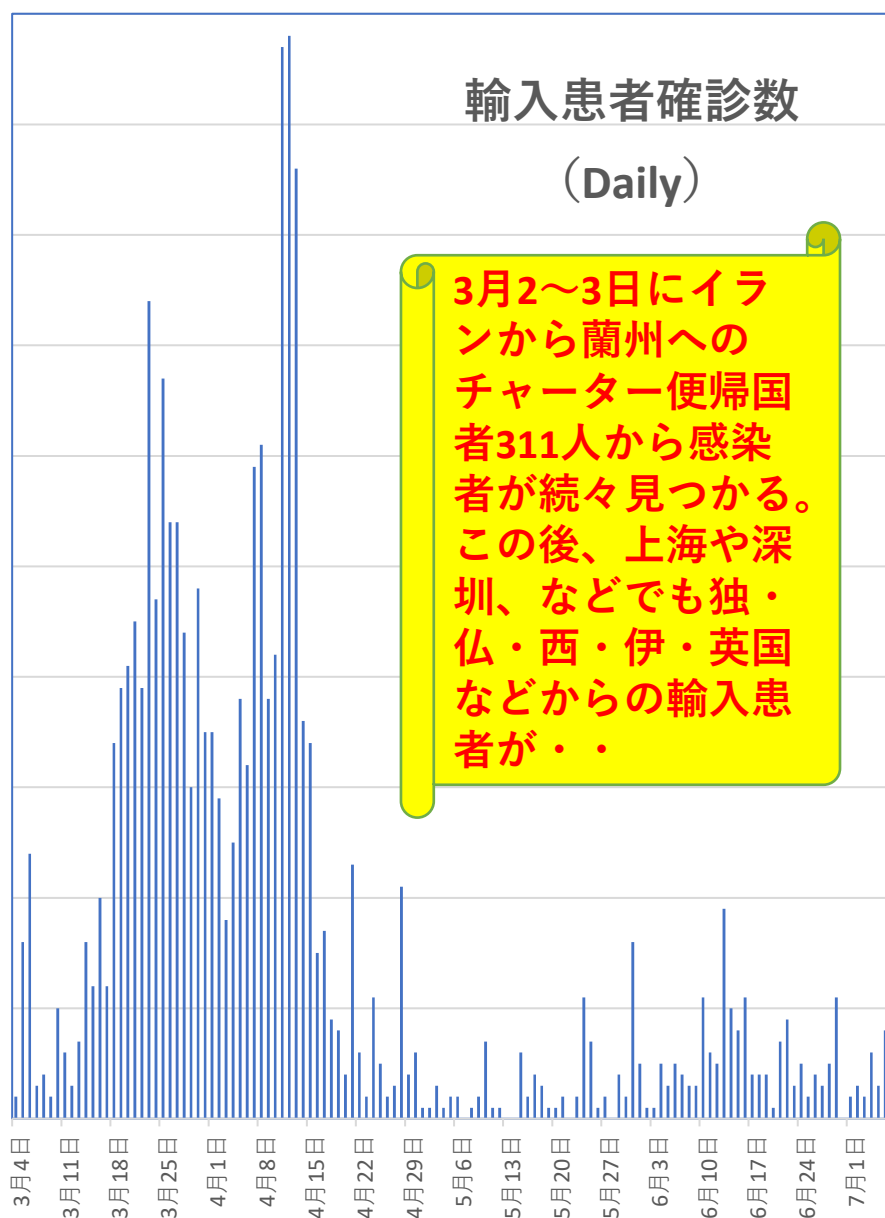 輸入患者確診数
（Daily）
3月2～3日にイラ
ンから蘭州への
チャーター便帰国
者311人から感染
者が続々見つかる。
この後、上海や深
圳、などでも独・
仏・西・伊・英国
などからの輸入患
者が・・
3月4日
3月11日
3月18日
3月25日
4月1日
4月8日
4月15日
4月22日
4月29日
5月6日
5月13日
5月20日
5月27日
6月3日
6月10日
6月17日
6月24日
7月1日